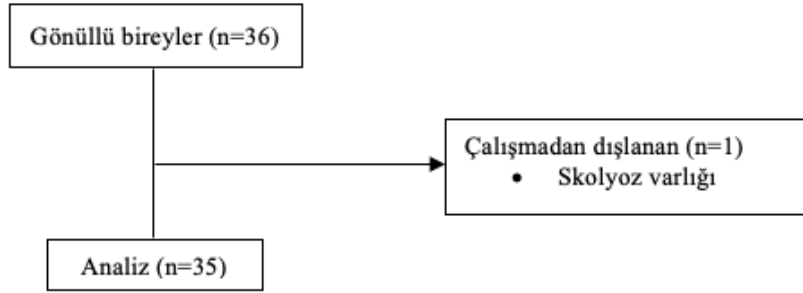 Gönüllü bireyler (n=36)
Çalışmadan dışlanan (n=1)
• Skolyoz varlığı
Analiz (n=35)